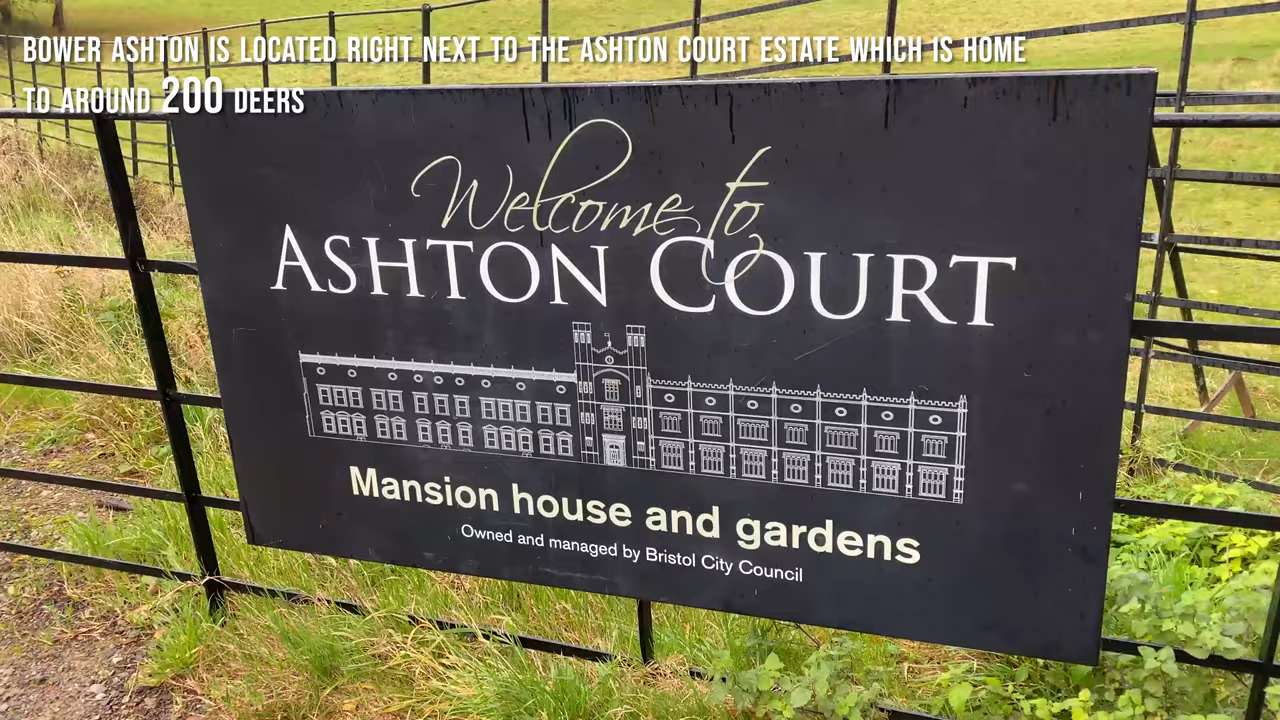 BOWER ASHTON IS LOCATED RIGHT NEXT TO THE ASHTON COURT ESTATE WHICH IS HOME
TO AROUND 200 DEERS
Welcome to
ASHTON COURT
Mansion house and gardens
Owned and managed by Bristol City Council